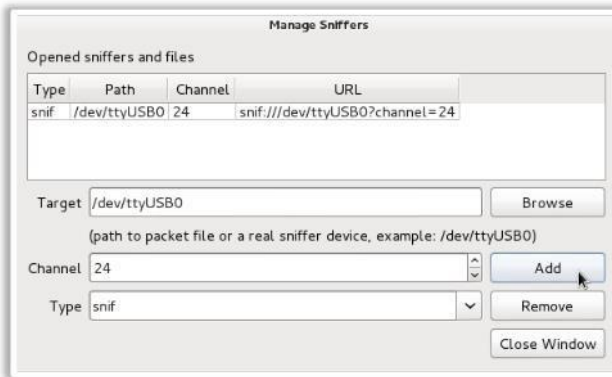 Manage Sniffers
Opened sniffers and files
Type Path Channel URL
snif /dev/ttyUSB0 24 snif:///dev/ttyUSB0?channel=24
Target /dev/ttyUSB0 Browse
(path to packet file or a real sniffer device, example: /dev/ttyUSB0)
Channel 24 Add
Type snif Remove
Close Window